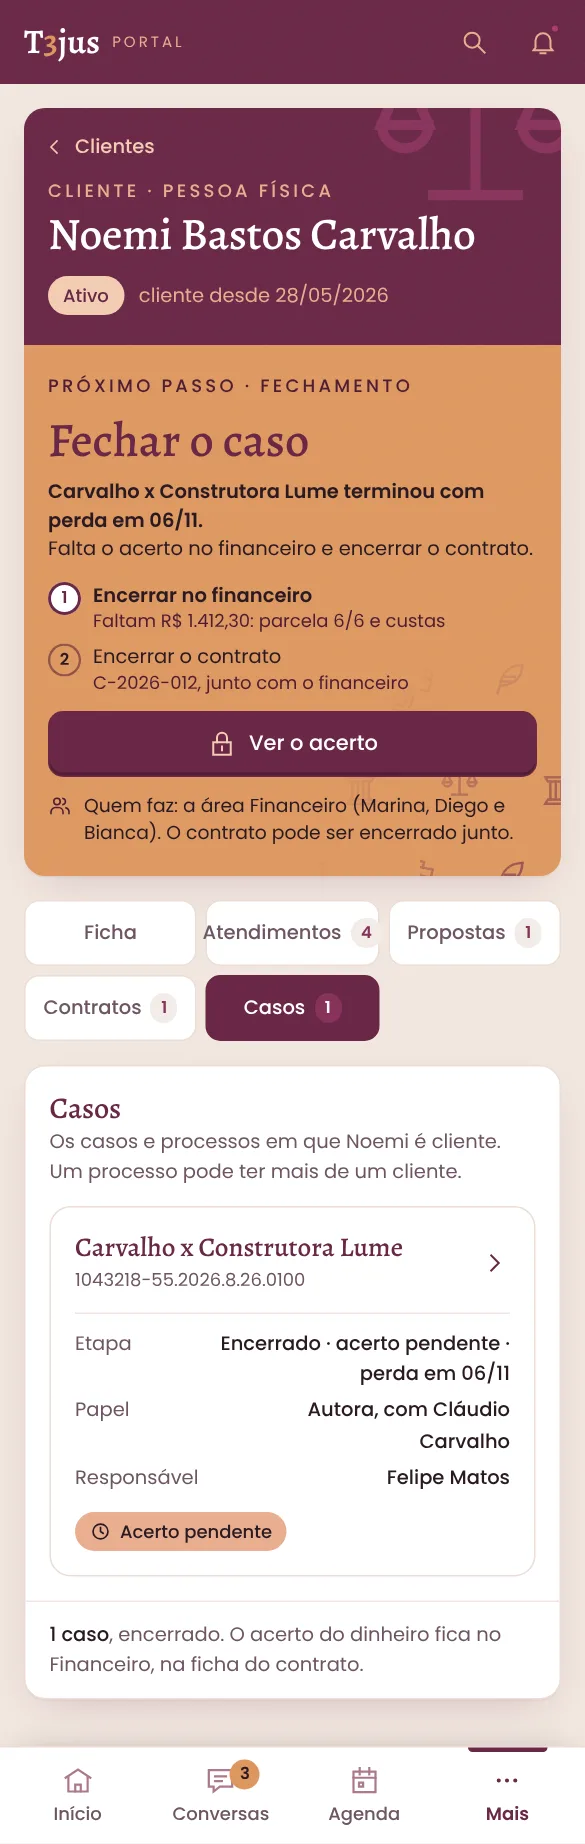 T3jus PORTAL
Clientes
CLIENTE · PESSOA FÍSICA
Noemi Bastos Carvalho
Ativo
cliente desde 28/05/2026
PRÓXIMO PASSO · FECHAMENTO
Fechar o caso
Carvalho x Construtora Lume terminou com
perda em 06/11.
Falta o acerto no financeiro e encerrar o contrato.
1
Encerrar no financeiro
Faltam R$ 1.412,30: parcela 6/6 e custas
2
Encerrar o contrato
C-2026-012, junto com o financeiro
Ver o acerto
Quem faz: a área Financeiro (Marina, Diego e
Bianca). O contrato pode ser encerrado junto.
Ficha
Atendimentos 4
Propostas 1
Contratos 1
Casos 1
Casos
Os casos e processos em que Noemi é cliente.
Um processo pode ter mais de um cliente.
Carvalho x Construtora Lume
1043218-55.2026.8.26.0100
Etapa
Encerrado · acerto pendente ·
perda em 06/11
Papel
Autora, com Cláudio
Carvalho
Responsável
Felipe Matos
Acerto pendente
1 caso, encerrado. O acerto do dinheiro fica no
Financeiro, na ficha do contrato.
Início
3
Conversas
Agenda
Mais